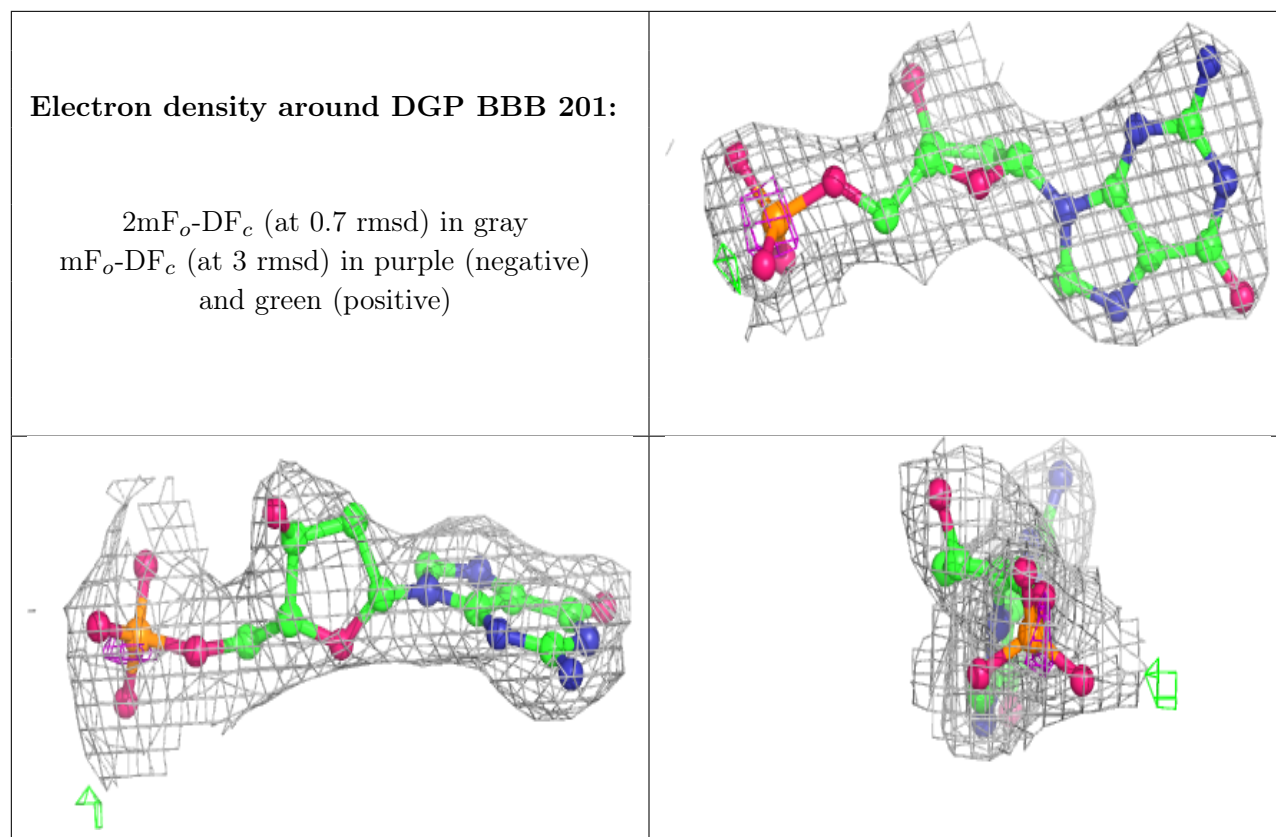 Electron density around DGP BBB 201:
2mFₒ-DF𝒸 (at 0.7 rmsd) in gray
mFₒ-DF𝒸 (at 3 rmsd) in purple (negative)
and green (positive)